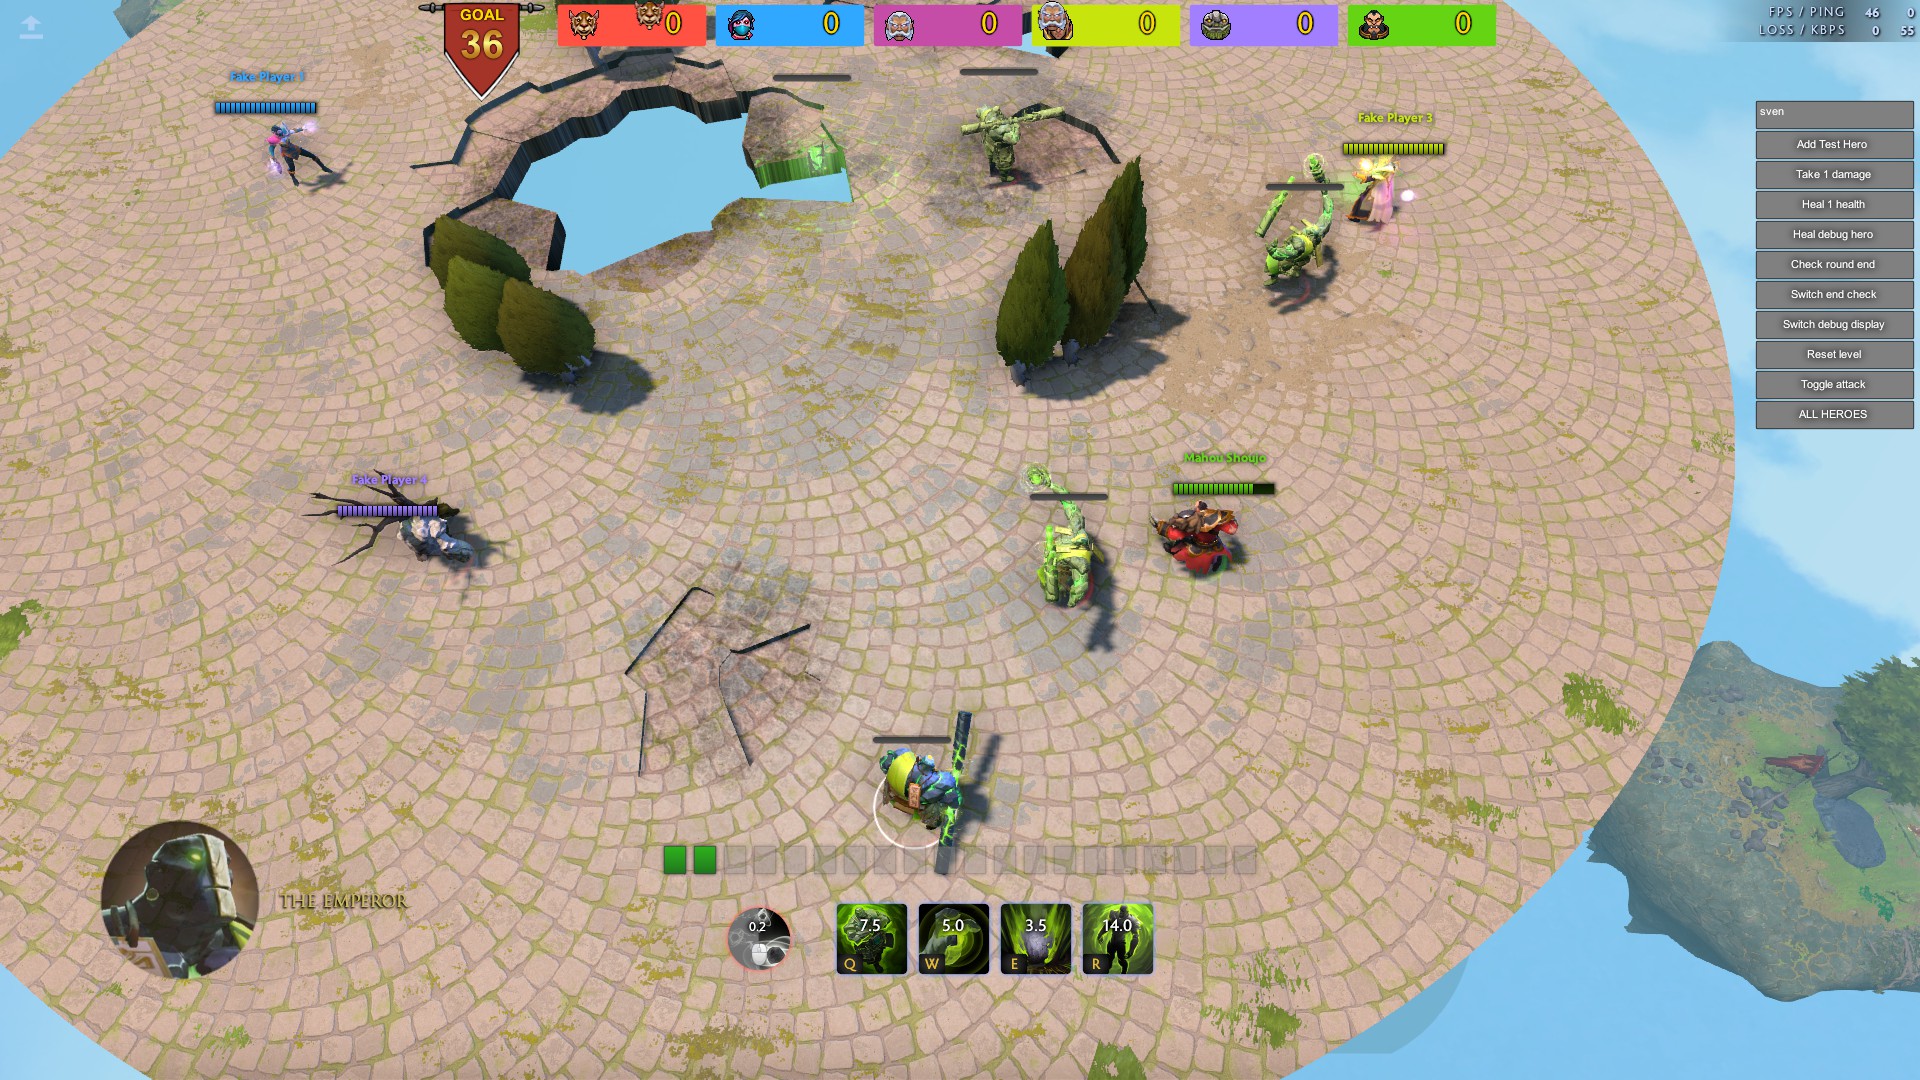 GOAL
36
0
0
0
0
0
0
FPS / PING 46 0
LOSS / KBPS 0 55
Fake Player 1
Fake Player 3
sven
Add Test Hero
Take 1 damage
Heal 1 health
Heal debug hero
Check round end
Switch end check
Switch debug display
Reset level
Toggle attack
ALL HEROES
Mahou Shoujo
Fake Player 4
THE EMPEROR
0.2
7.5
Q
5.0
W
3.5
E
14.0
R